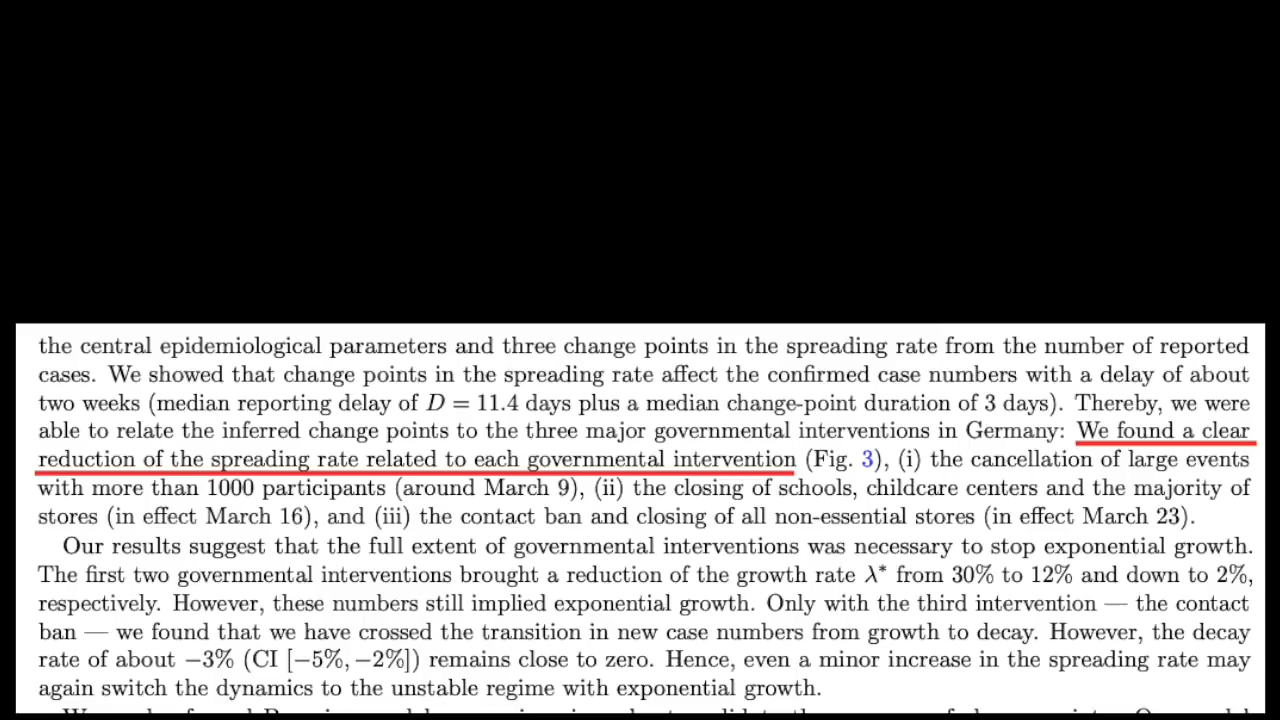 the central epidemiological parameters and three change points in the spreading rate from the number of reported
cases. We showed that change points in the spreading rate affect the confirmed case numbers with a delay of about
two weeks (median reporting delay of D = 11.4 days plus a median change-point duration of 3 days). Thereby, we were
able to relate the inferred change points to the three major governmental interventions in Germany: We found a clear
reduction of the spreading rate related to each governmental intervention (Fig. 3), (i) the cancellation of large events
with more than 1000 participants (around March 9), (ii) the closing of schools, childcare centers and the majority of
stores (in effect March 16), and (iii) the contact ban and closing of all non-essential stores (in effect March 23).
Our results suggest that the full extent of governmental interventions was necessary to stop exponential growth.
The first two governmental interventions brought a reduction of the growth rate λ* from 30% to 12% and down to 2%,
respectively. However, these numbers still implied exponential growth. Only with the third intervention — the contact
ban — we found that we have crossed the transition in new case numbers from growth to decay. However, the decay
rate of about −3% (CI [−5%, −2%]) remains close to zero. Hence, even a minor increase in the spreading rate may
again switch the dynamics to the unstable regime with exponential growth.